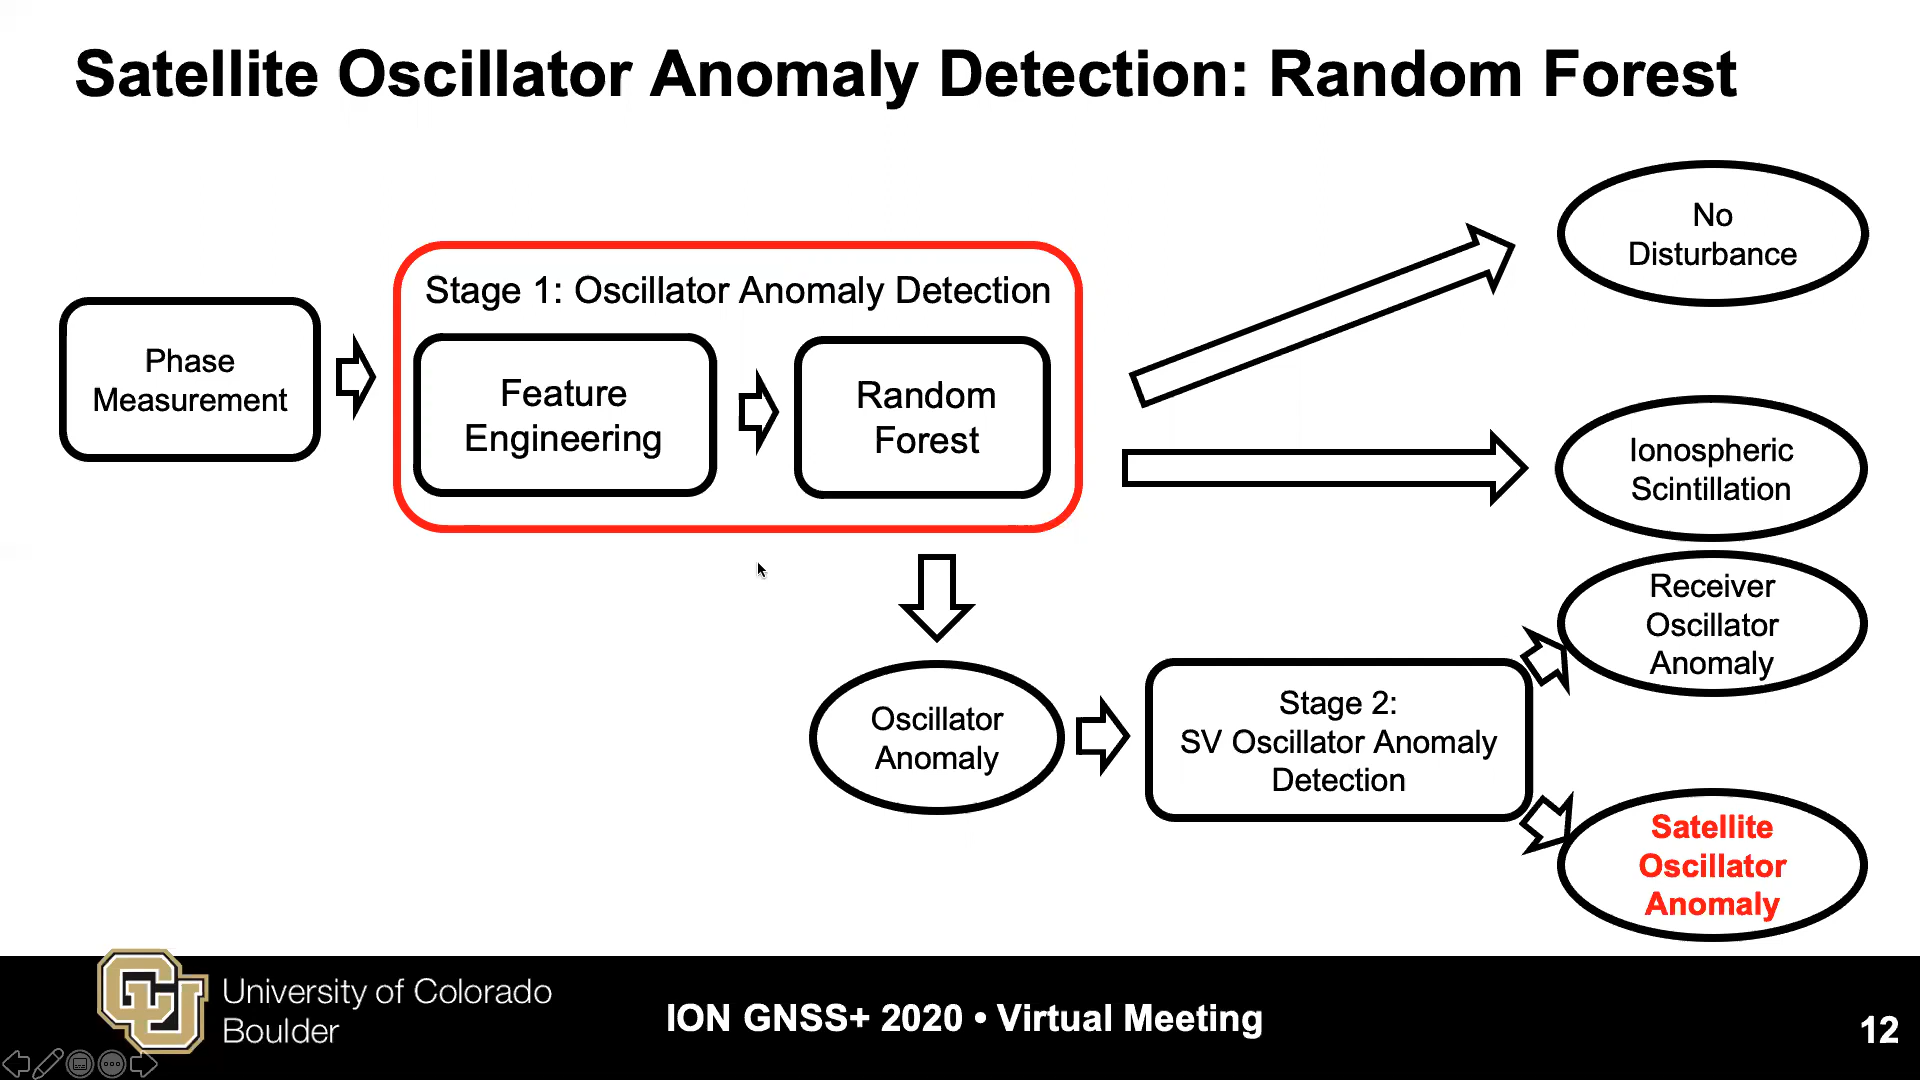 Satellite Oscillator Anomaly Detection: Random Forest
No
Disturbance
Stage 1: Oscillator Anomaly Detection
Phase
Measurement
Feature
Engineering
Random
Forest
Ionospheric
Scintillation
Receiver
Oscillator
Anomaly
Oscillator
Anomaly
Stage 2:
SV Oscillator Anomaly
Detection
Satellite
Oscillator
Anomaly
CU
University of Colorado
Boulder
ION GNSS+ 2020 • Virtual Meeting
12